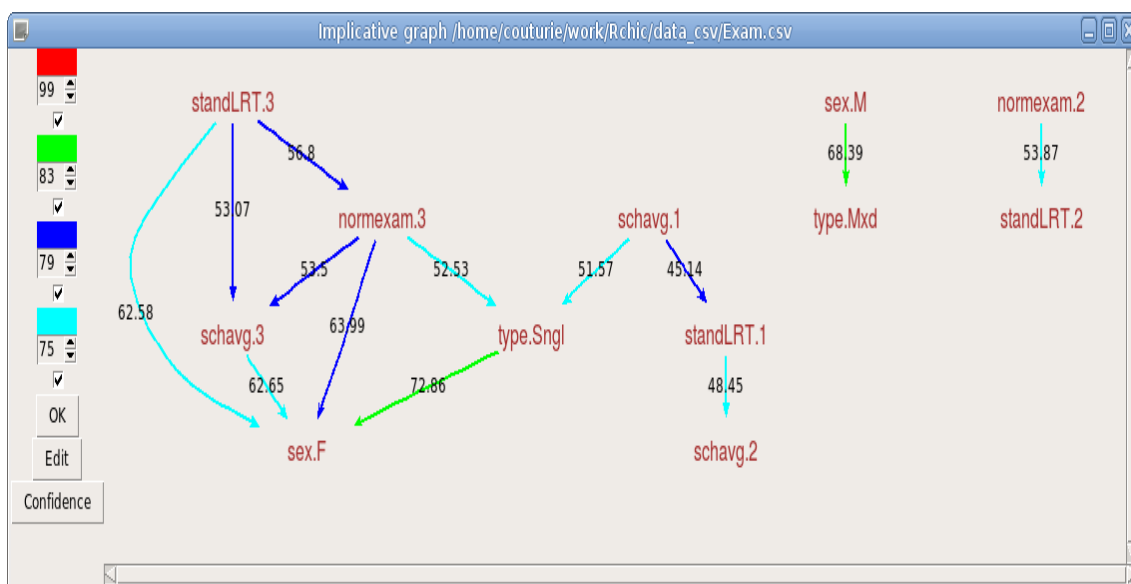 Implicative graph /home/couturie/work/Rchic/data_csv/Exam.csv
99
83
79
75
OK
Edit
Confidence
standLRT.3
sex.M
normexam.2
56.8
68.39
53.87
53.07
normexam.3
schavg.1
type.Mxd
standLRT.2
53.5
52.53
51.57
45.14
62.58
63.99
schavg.3
type.Sngl
standLRT.1
62.65
72.86
48.45
sex.F
schavg.2